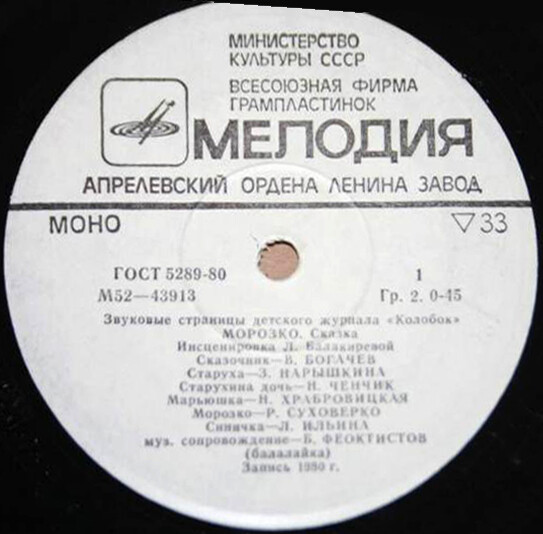 МИНИСТЕРСТВО
КУЛЬТУРЫ СССР
ВСЕСОЮЗНАЯ ФИРМА
ГРАМПЛАСТИНОК
МЕЛОДИЯ
АПРЕЛЕВСКИЙ ОРДЕНА ЛЕНИНА ЗАВОД
МОНО ▽33
ГОСТ 5289-80 1
М52—43913 Гр. 2. 0-45
Звуковые страницы детского журнала «Колобок»
МОРОЗКО. Сказка
Инсценировка Л. Балакиревой
Сказочник—В. БОГАЧЕВ
Старуха—З. НАРЫШКИНА
Старухина дочь—Н. ЧЕНЧИК
Марьюшка—Н. ХРАБРОВИЦКАЯ
Морозко—Р. СУХОВЕРКО
Синичка—Л. ИЛЬИНА
муз. сопровождение—Б. ФЕОКТИСТОВ
(балалайка)
Запись 1980 г.